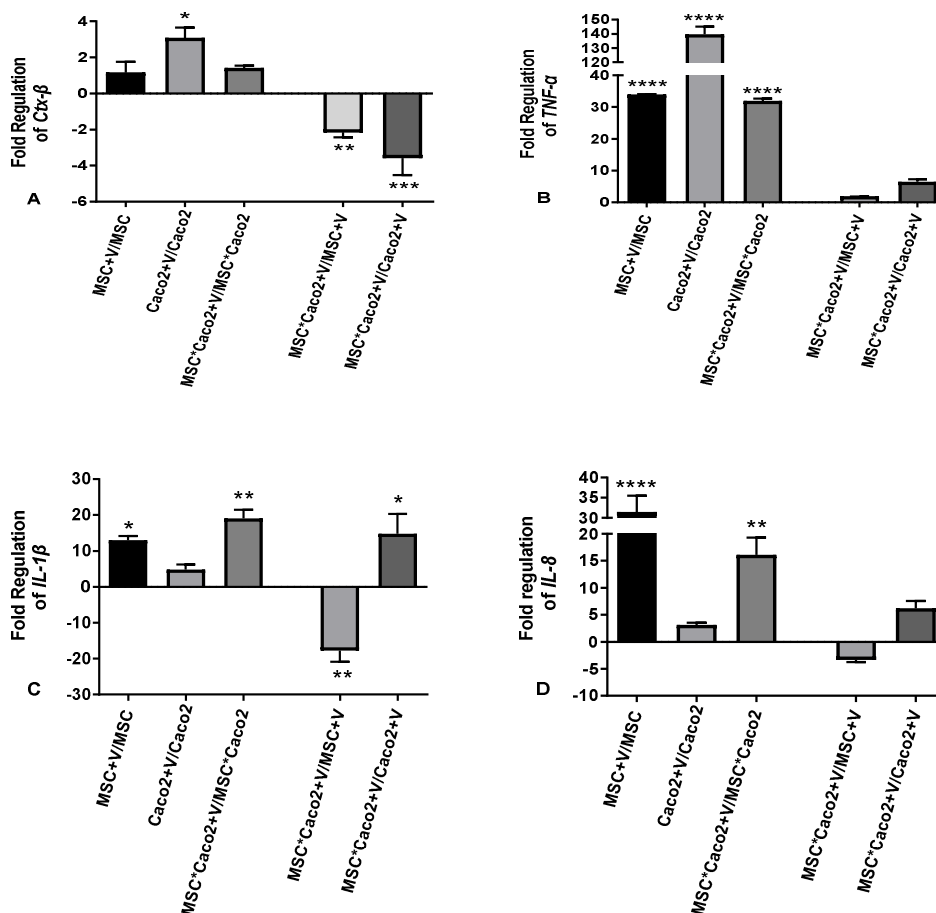 Fold Regulation
of Ctx-β
4
2
0
-2
-4
-6
*
**
***
A
MSC+V/MSC
Caco2+V/Caco2
MSC*Caco2+V/MSC*Caco2
MSC*Caco2+V/MSC+V
MSC*Caco2+V/Caco2+V
Fold Regulation
of TNF-α
150
140
130
120
110
100
40
30
20
10
0
****
****
****
B
MSC+V/MSC
Caco2+V/Caco2
MSC*Caco2+V/MSC*Caco2
MSC*Caco2+V/MSC+V
MSC*Caco2+V/Caco2+V
Fold Regulation
of IL-1β
30
20
10
0
-10
-20
-30
*
**
**
*
C
MSC+V/MSC
Caco2+V/Caco2
MSC*Caco2+V/MSC*Caco2
MSC*Caco2+V/MSC+V
MSC*Caco2+V/Caco2+V
Fold regulation
of IL-8
40
35
30
25
20
15
10
5
0
-5
-10
****
**
D
MSC+V/MSC
Caco2+V/Caco2
MSC*Caco2+V/MSC*Caco2
MSC*Caco2+V/MSC+V
MSC*Caco2+V/Caco2+V